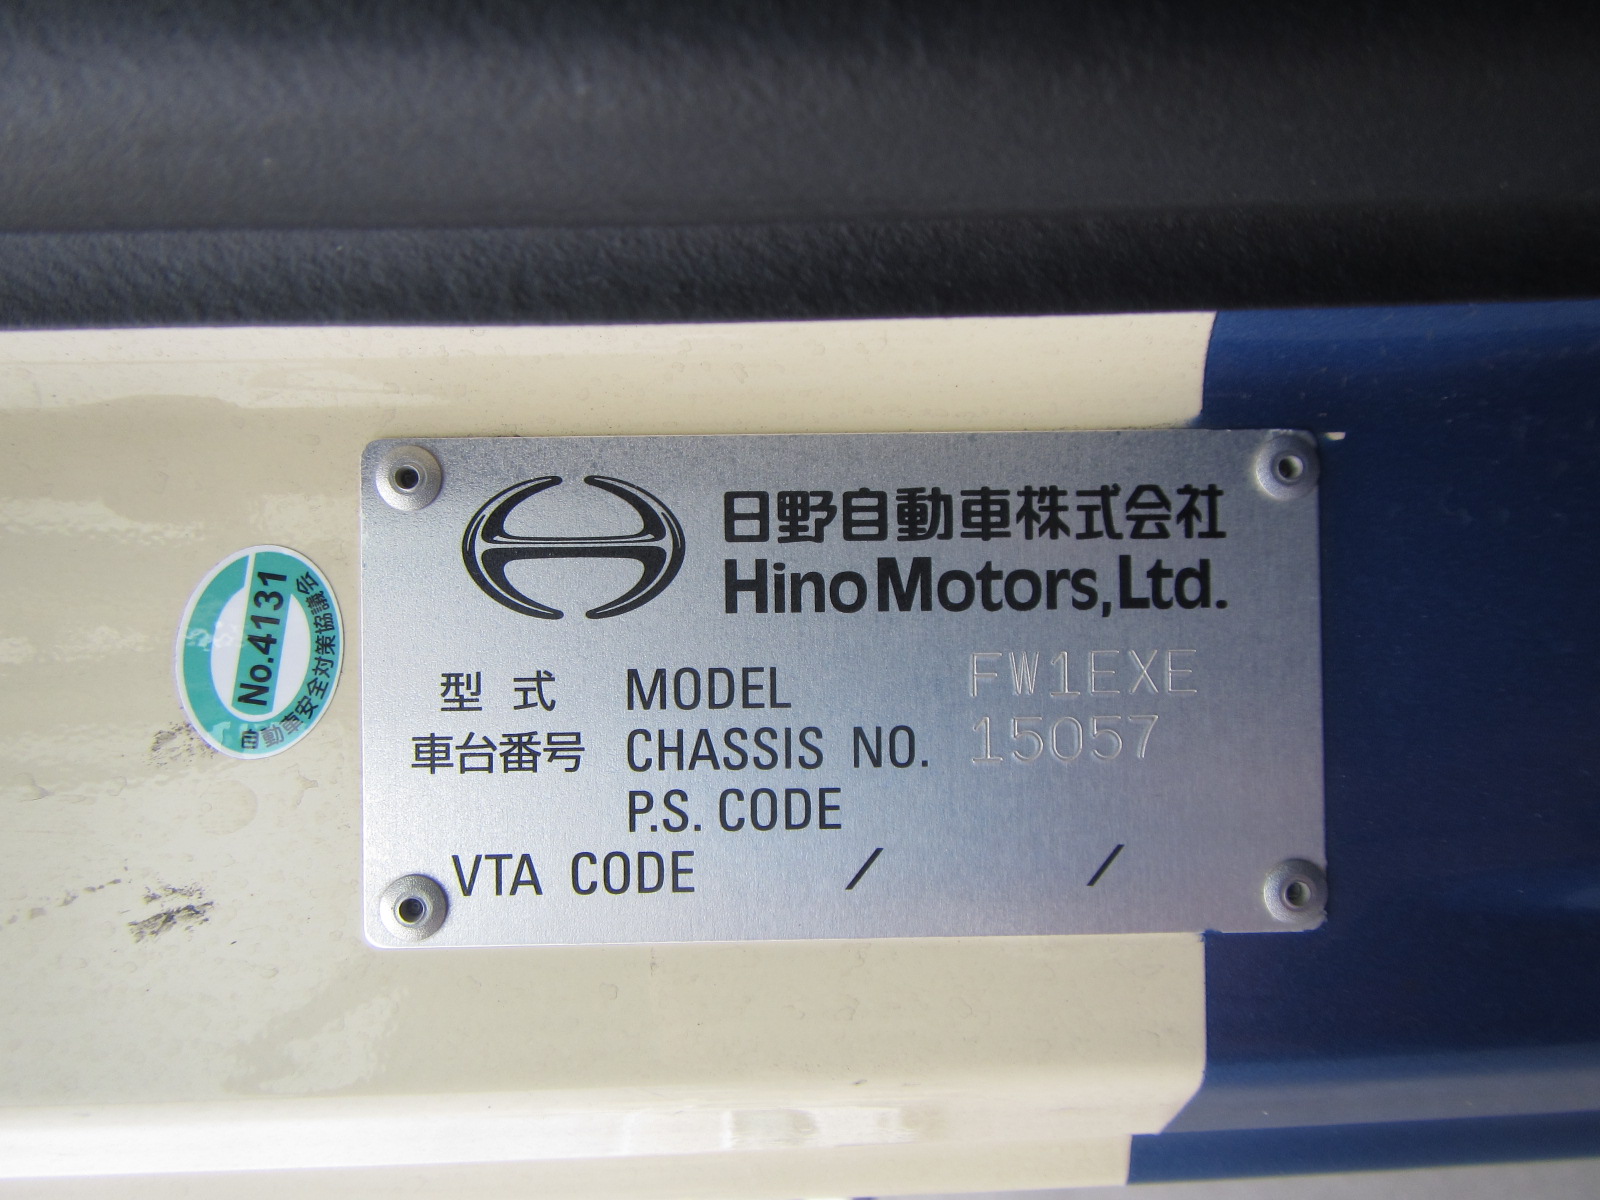 日野自動車株式会社
Hino Motors, Ltd.
型式 MODEL FW1EXE
車台番号 CHASSIS NO. 15057
P.S. CODE
VTA CODE / /
No.4131
自動車安全対策協議会